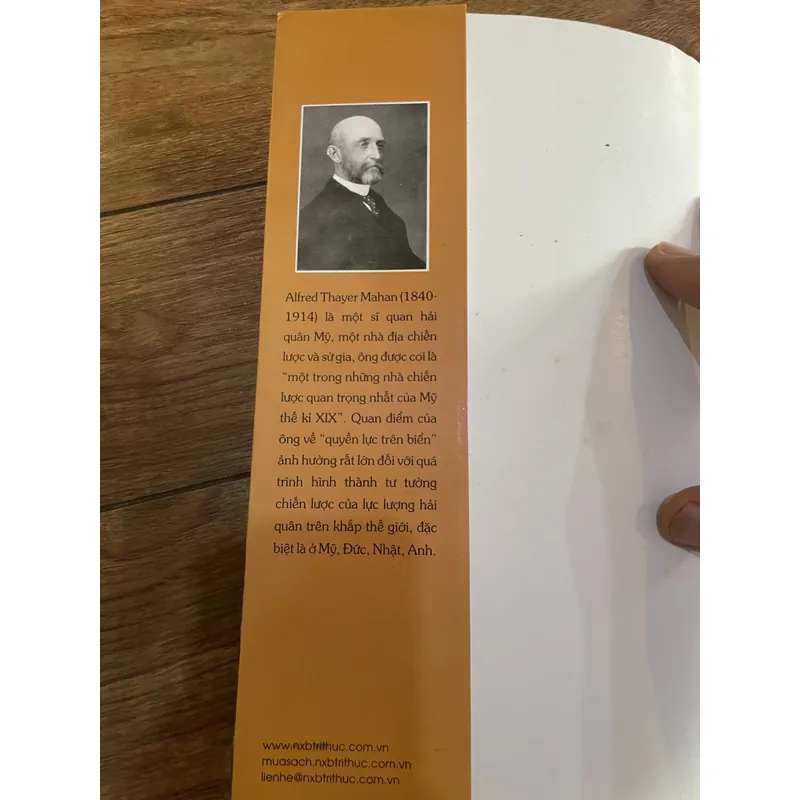 Alfred Thayer Mahan (1840-
1914) là một sĩ quan hải
quân Mỹ, một nhà địa chiến
lược và sử gia, ông được coi là
“một trong những nhà chiến
lược quan trọng nhất của Mỹ
thế kỉ XIX”. Quan điểm của
ông về “quyền lực trên biển”
ảnh hưởng rất lớn đối với quá
trình hình thành tư tưởng
chiến lược của lực lượng hải
quân trên khắp thế giới, đặc
biệt là ở Mỹ, Đức, Nhật, Anh.
www.nxbtrithuc.com.vn
muasach.nxbtrithuc.com.vn
lienhe@nxbtrithuc.com.vn